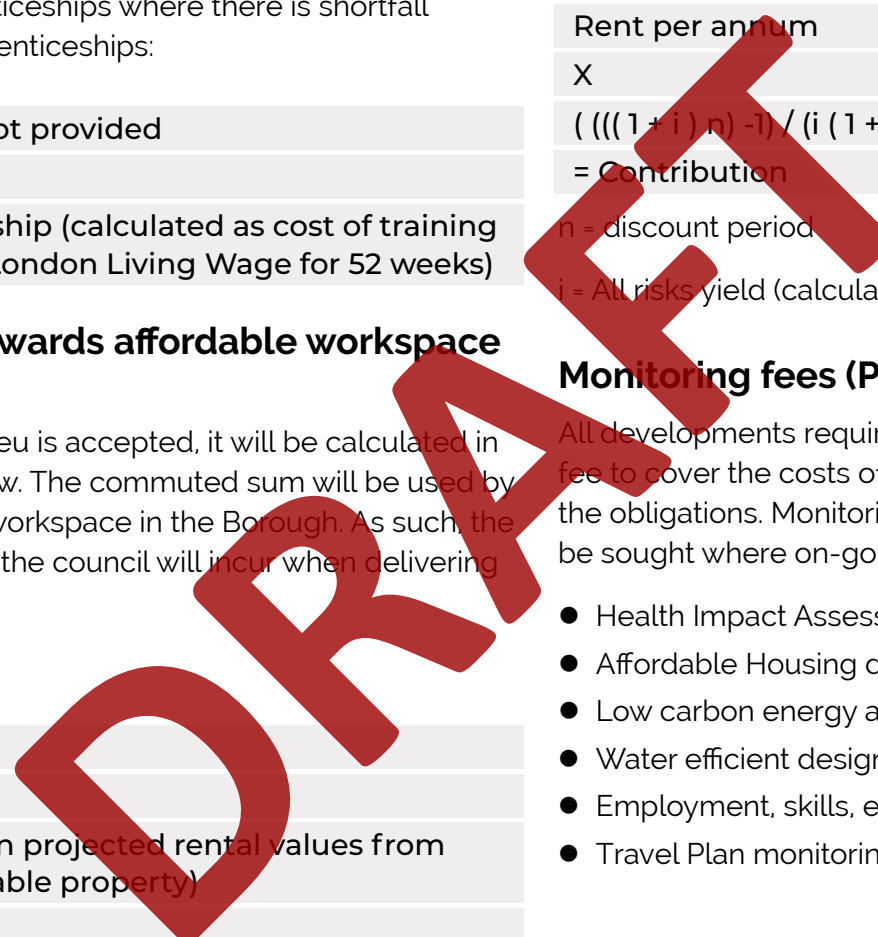 ticeships where there is shortfall
enticeships:
ot provided
ship (calculated as cost of training
London Living Wage for 52 weeks)
wards affordable workspace
eu is accepted, it will be calculated in
w. The commuted sum will be used by
workspace in the Borough. As such, the
the council will incur when delivering
n projected rental values from
able property)
Rent per annum
X
( ((( 1 + i ) n) -1) / (i ( 1 +
= Contribution
n = discount period
i = All risks yield (calcula
Monitoring fees (P
All developments requir
fee to cover the costs of
the obligations. Monitori
be sought where on-go
● Health Impact Assess
● Affordable Housing
● Low carbon energy a
● Water efficient design
● Employment, skills, e
● Travel Plan monitorin
DRAFT